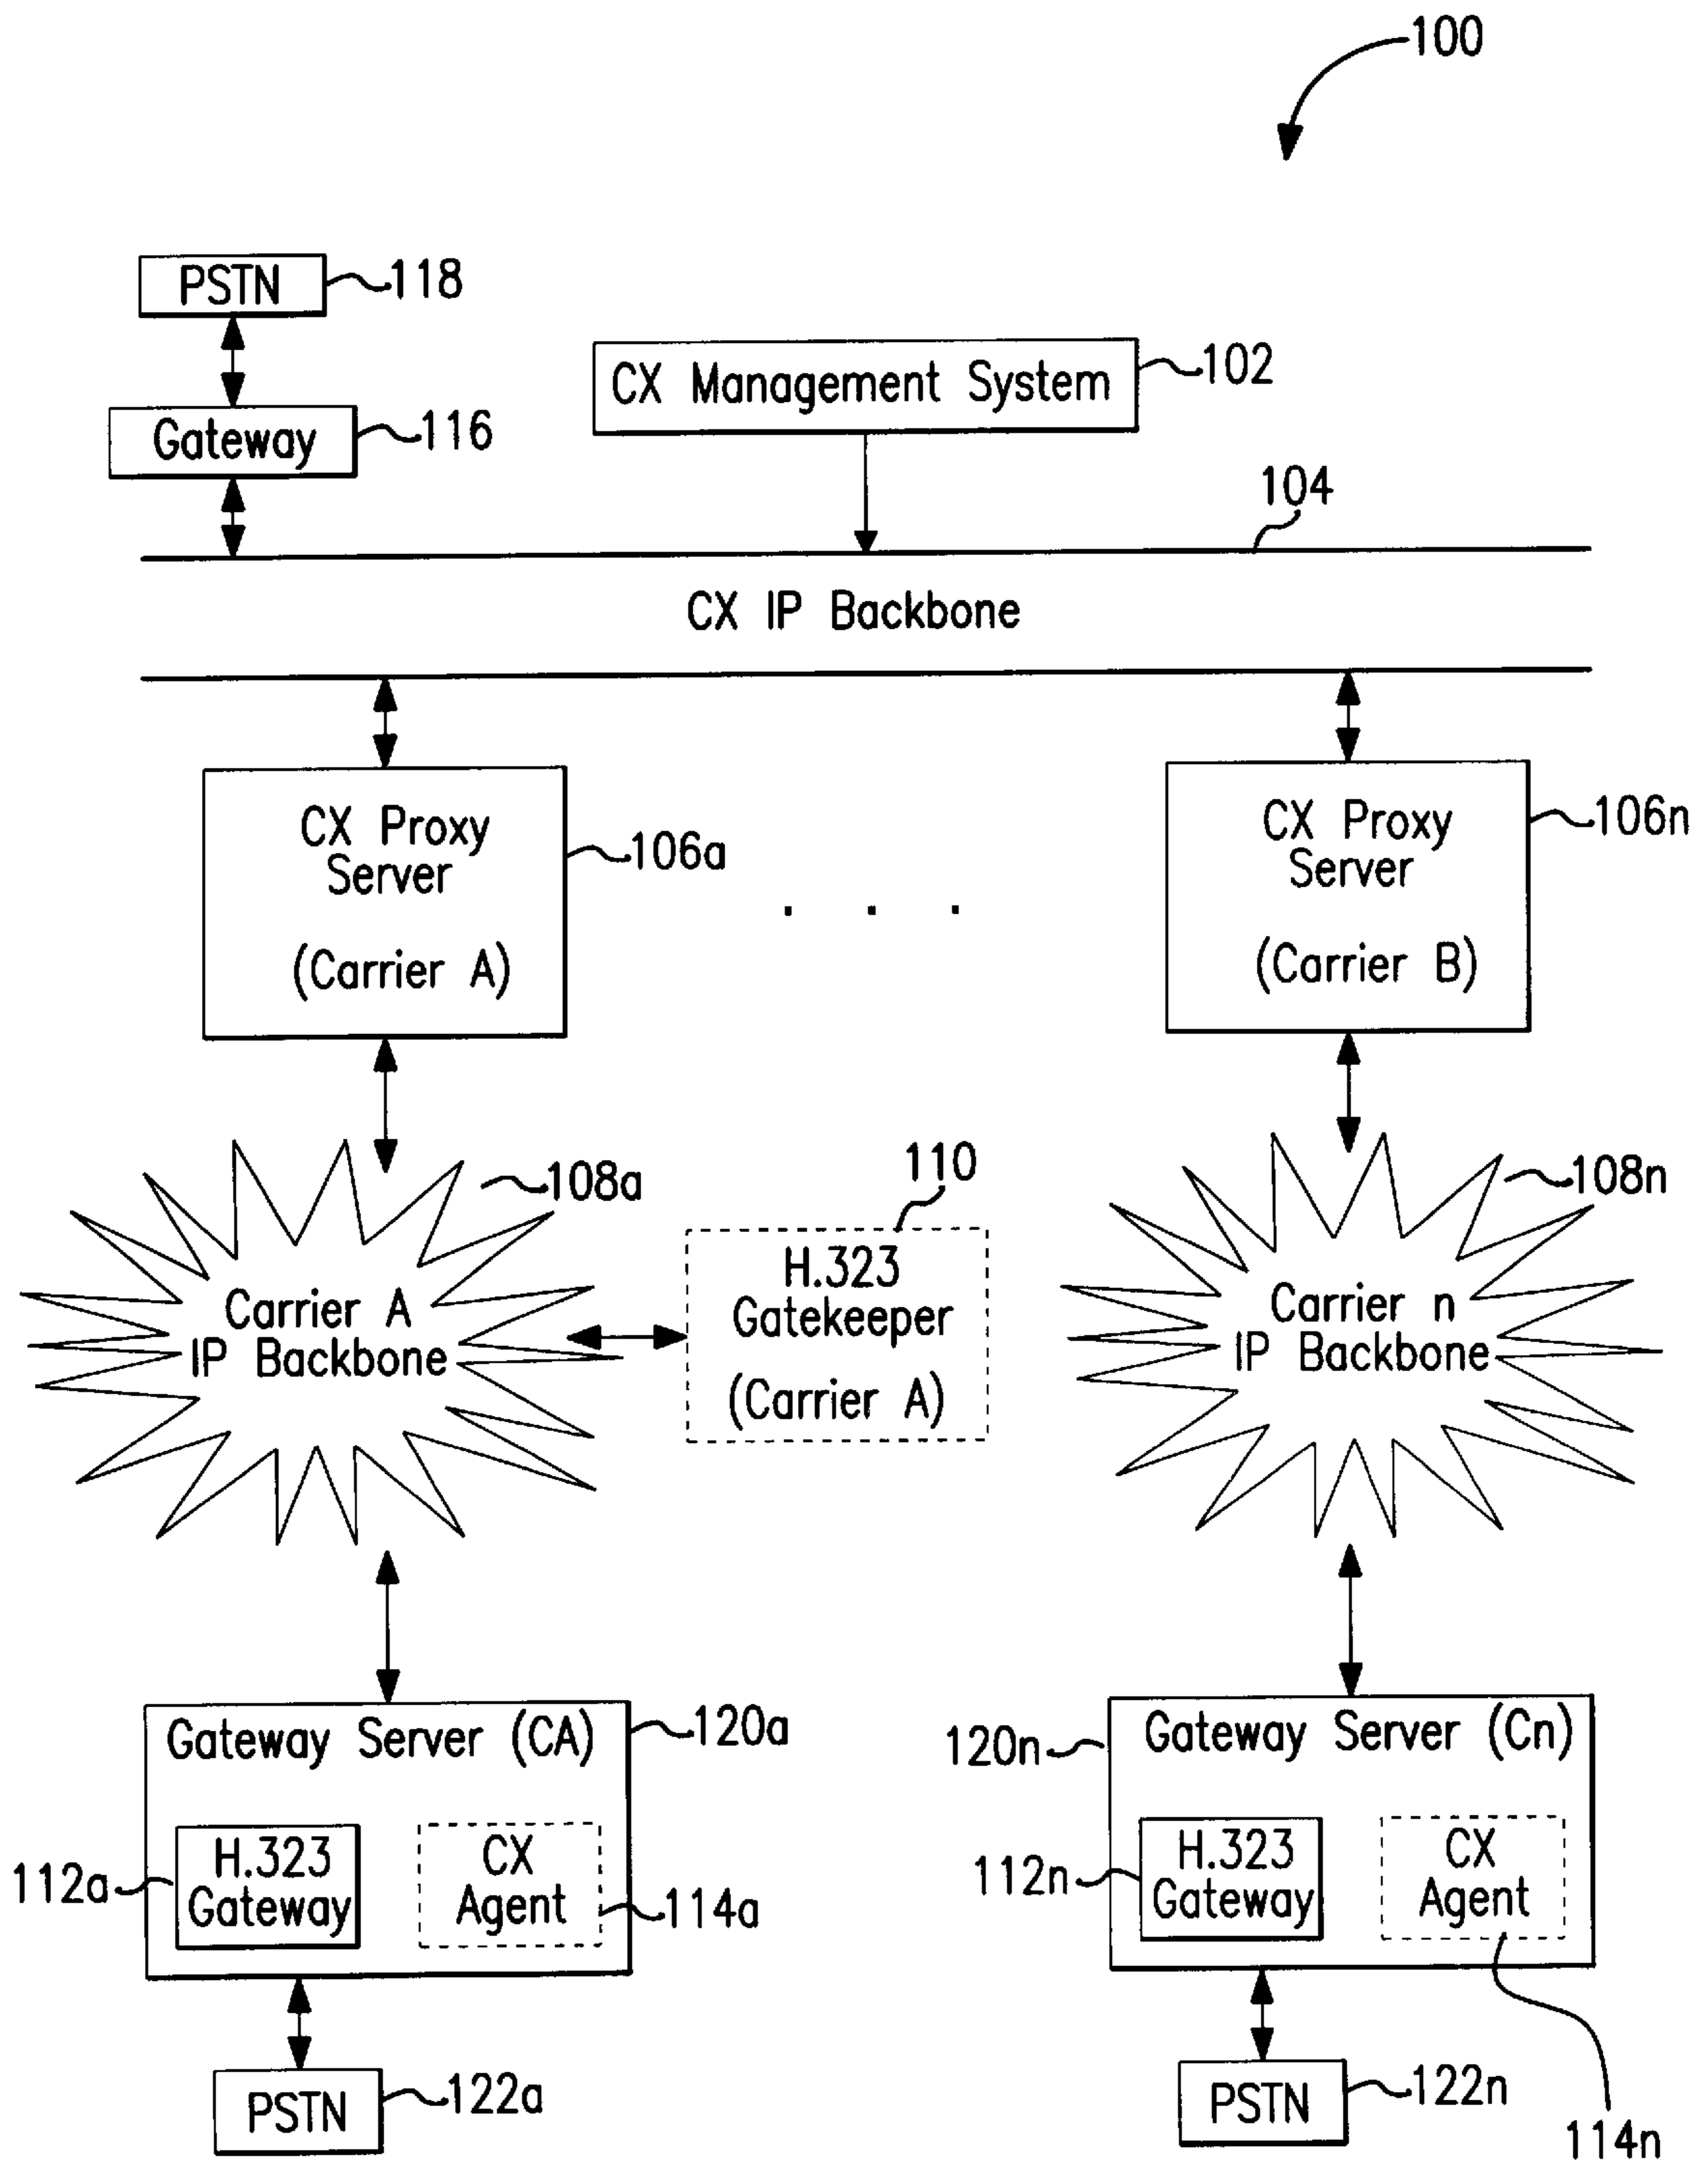 100
PSTN
118
CX Management System
102
Gateway
116
104
CX IP Backbone
CX Proxy
Server
(Carrier A)
106a
. . .
CX Proxy
Server
(Carrier B)
106n
108a
Carrier A
IP Backbone
110
H.323
Gatekeeper
(Carrier A)
108n
Carrier n
IP Backbone
Gateway Server (CA)
120a
H.323
Gateway
112a
CX
Agent
114a
120n
Gateway Server (Cn)
112n
H.323
Gateway
CX
Agent
PSTN
122a
PSTN
122n
114n